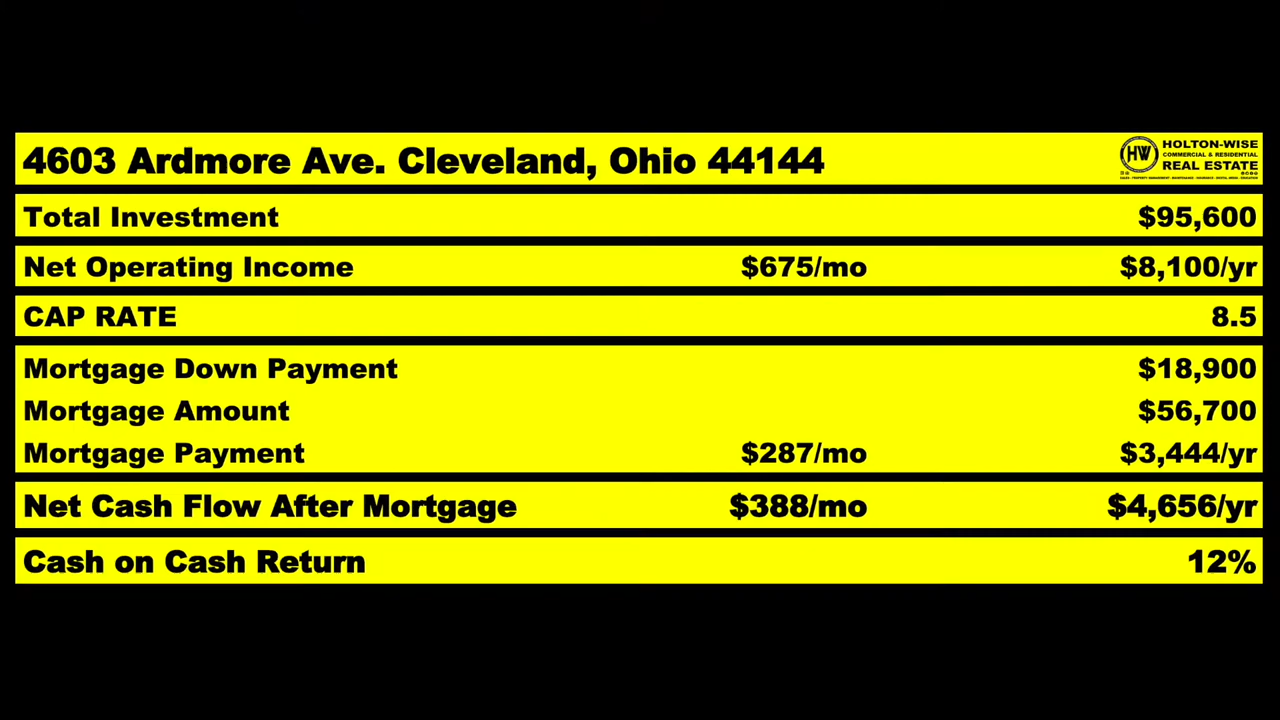 4603 Ardmore Ave. Cleveland, Ohio 44144
HW
HOLTON-WISE
COMMERCIAL & RESIDENTIAL
REAL ESTATE
Total Investment $95,600
Net Operating Income $675/mo $8,100/yr
CAP RATE 8.5
Mortgage Down Payment $18,900
Mortgage Amount $56,700
Mortgage Payment $287/mo $3,444/yr
Net Cash Flow After Mortgage $388/mo $4,656/yr
Cash on Cash Return 12%